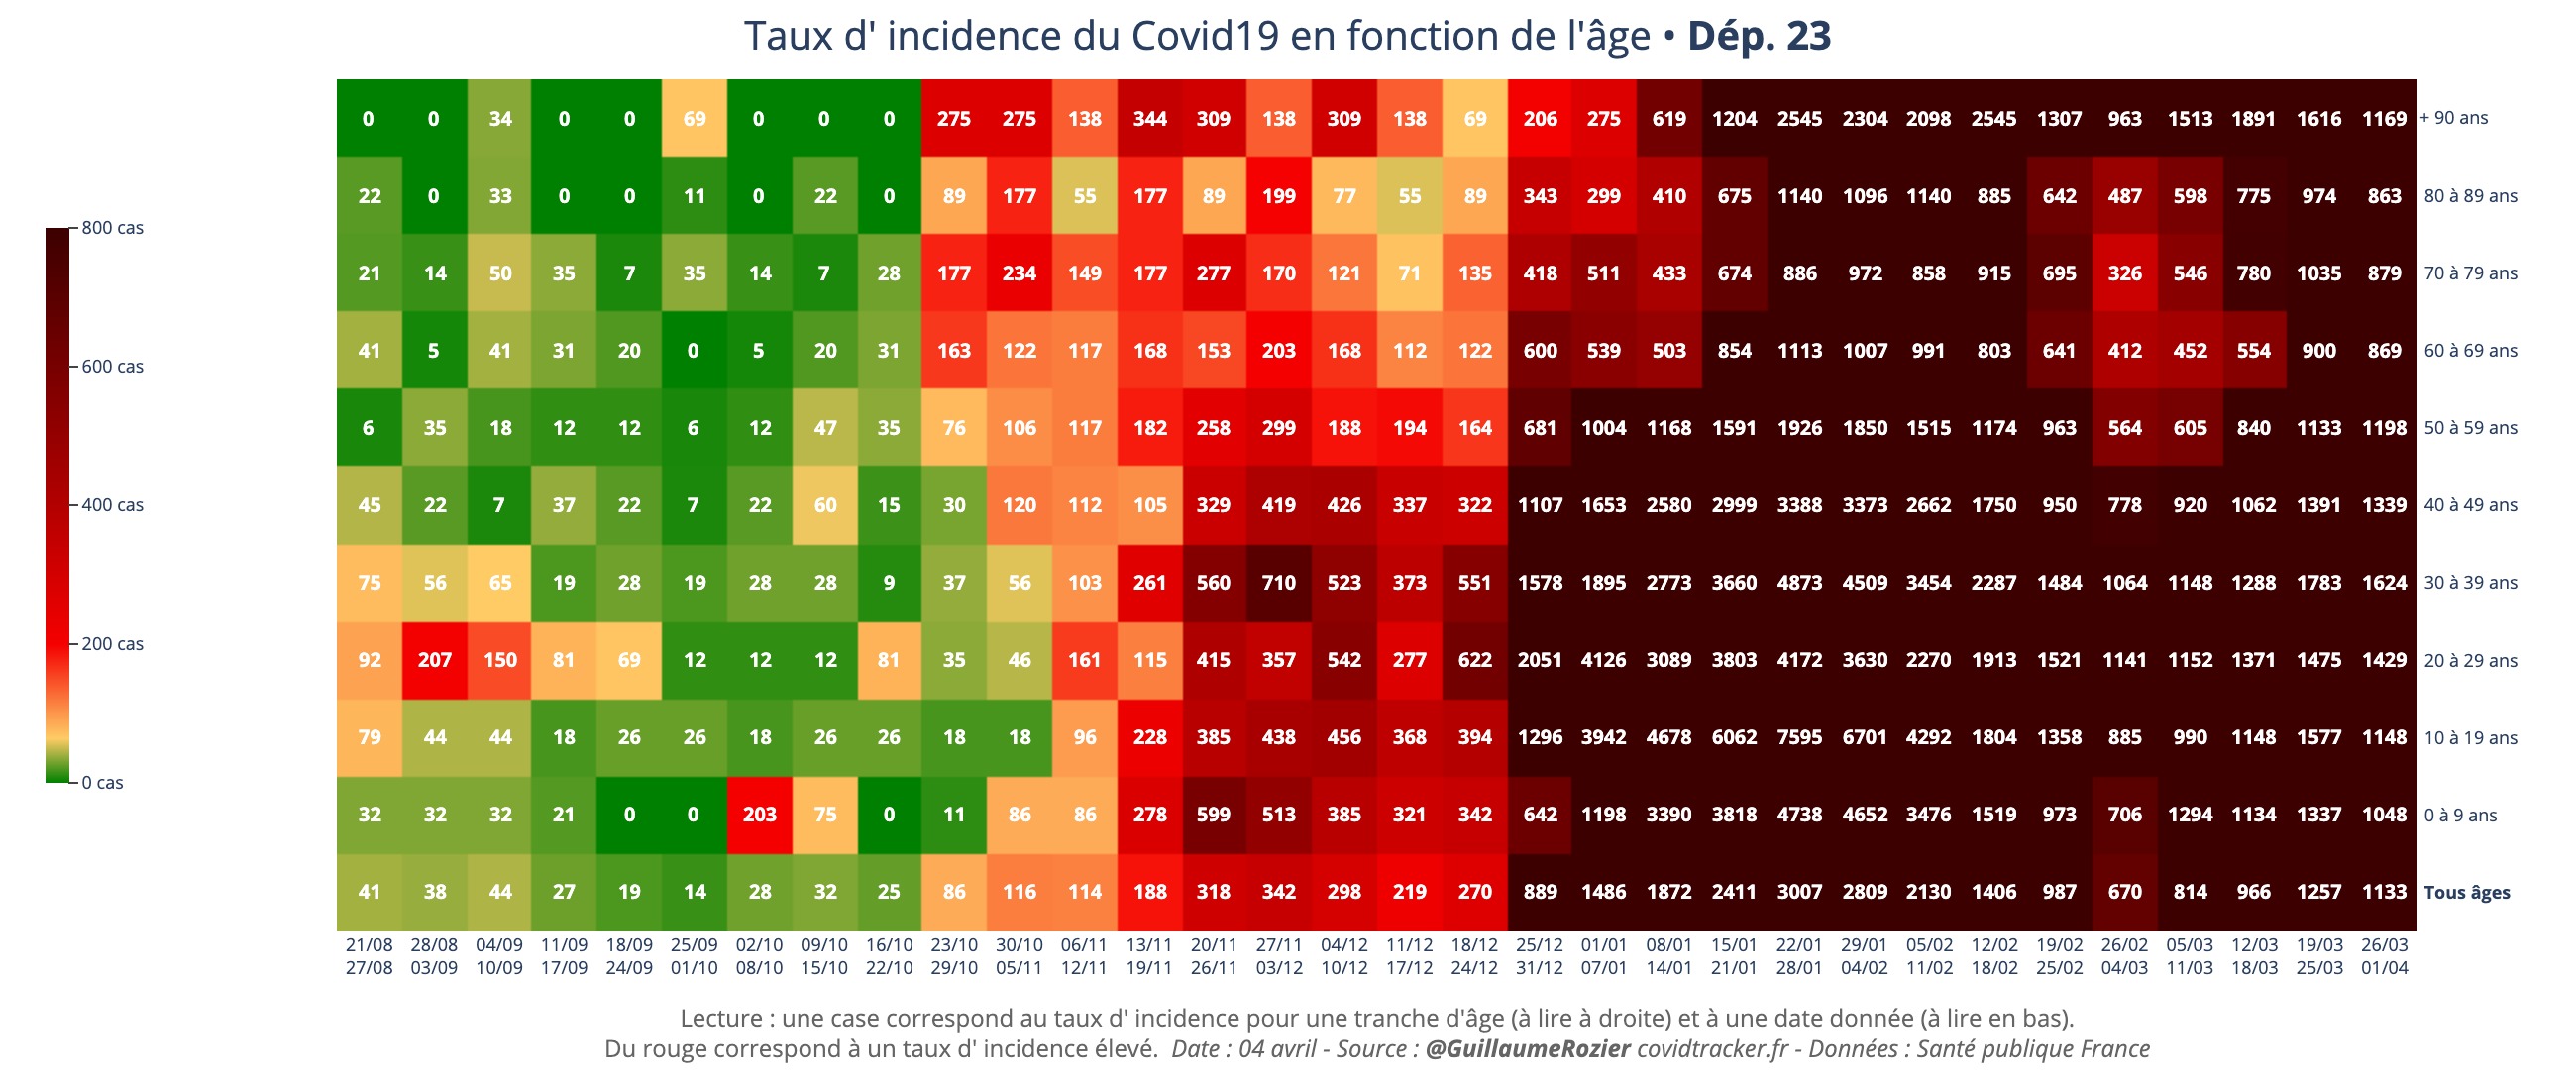 Taux d' incidence du Covid19 en fonction de l'âge • Dép. 23
0 0 34 0 0 69 0 0 0 275 275 138 344 309 138 309 138 69 206 275 619 1204 2545 2304 2098 2545 1307 963 1513 1891 1616 1169 + 90 ans
22 0 33 0 0 11 0 22 0 89 177 55 177 89 199 77 55 89 343 299 410 675 1140 1096 1140 885 642 487 598 775 974 863 80 à 89 ans
800 cas
21 14 50 35 7 35 14 7 28 177 234 149 177 277 170 121 71 135 418 511 433 674 886 972 858 915 695 326 546 780 1035 879 70 à 79 ans
41 5 41 31 20 0 5 20 31 163 122 117 168 153 203 168 112 122 600 539 503 854 1113 1007 991 803 641 412 452 554 900 869 60 à 69 ans
600 cas
6 35 18 12 12 6 12 47 35 76 106 117 182 258 299 188 194 164 681 1004 1168 1591 1926 1850 1515 1174 963 564 605 840 1133 1198 50 à 59 ans
400 cas
45 22 7 37 22 7 22 60 15 30 120 112 105 329 419 426 337 322 1107 1653 2580 2999 3388 3373 2662 1750 950 778 920 1062 1391 1339 40 à 49 ans
75 56 65 19 28 19 28 28 9 37 56 103 261 560 710 523 373 551 1578 1895 2773 3660 4873 4509 3454 2287 1484 1064 1148 1288 1783 1624 30 à 39 ans
200 cas
92 207 150 81 69 12 12 12 81 35 46 161 115 415 357 542 277 622 2051 4126 3089 3803 4172 3630 2270 1913 1521 1141 1152 1371 1475 1429 20 à 29 ans
79 44 44 18 26 26 18 26 26 18 18 96 228 385 438 456 368 394 1296 3942 4678 6062 7595 6701 4292 1804 1358 885 990 1148 1577 1148 10 à 19 ans
0 cas
32 32 32 21 0 0 203 75 0 11 86 86 278 599 513 385 321 342 642 1198 3390 3818 4738 4652 3476 1519 973 706 1294 1134 1337 1048 0 à 9 ans
41 38 44 27 19 14 28 32 25 86 116 114 188 318 342 298 219 270 889 1486 1872 2411 3007 2809 2130 1406 987 670 814 966 1257 1133 Tous âges
21/08 28/08 04/09 11/09 18/09 25/09 02/10 09/10 16/10 23/10 30/10 06/11 13/11 20/11 27/11 04/12 11/12 18/12 25/12 01/01 08/01 15/01 22/01 29/01 05/02 12/02 19/02 26/02 05/03 12/03 19/03 26/03
27/08 03/09 10/09 17/09 24/09 01/10 08/10 15/10 22/10 29/10 05/11 12/11 19/11 26/11 03/12 10/12 17/12 24/12 31/12 07/01 14/01 21/01 28/01 04/02 11/02 18/02 25/02 04/03 11/03 18/03 25/03 01/04
Lecture : une case correspond au taux d' incidence pour une tranche d'âge (à lire à droite) et à une date donnée (à lire en bas).
Du rouge correspond à un taux d' incidence élevé. Date : 04 avril - Source : @GuillaumeRozier covidtracker.fr - Données : Santé publique France